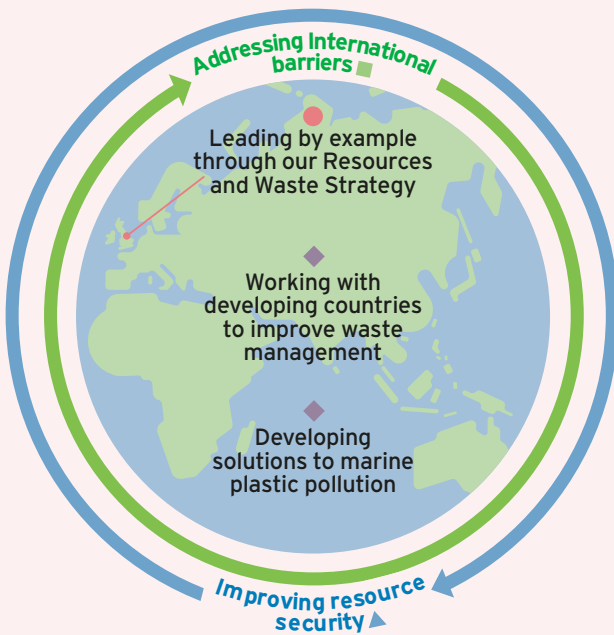 Addressing International
barriers
Leading by example
through our Resources
and Waste Strategy
Working with
developing countries
to improve waste
management
Developing
solutions to marine
plastic pollution
Improving resource
security